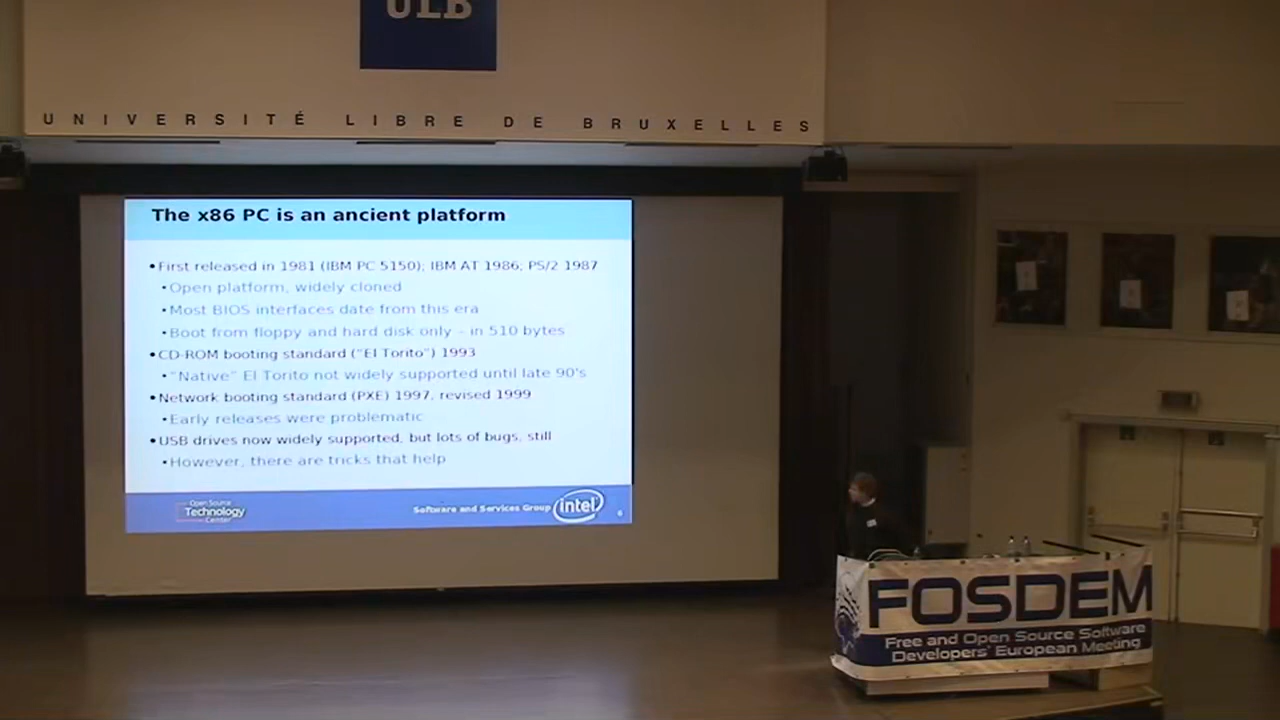 ULB
UNIVERSITÉ LIBRE DE BRUXELLES
The x86 PC is an ancient platform
•First released in 1981 (IBM PC 5150); IBM AT 1986; PS/2 1987
•Open platform, widely cloned
•Most BIOS interfaces date from this era
•Boot from floppy and hard disk only – in 510 bytes
•CD-ROM booting standard ("El Torito") 1993
•"Native" El Torito not widely supported until late 90's
•Network booting standard (PXE) 1997, revised 1999
•Early releases were problematic
•USB drives now widely supported, but lots of bugs, still
•However, there are tricks that help
Open Source
Technology
Center
Software and Services Group
intel
6
FOSDEM
Free and Open Source Software
Developers' European Meeting